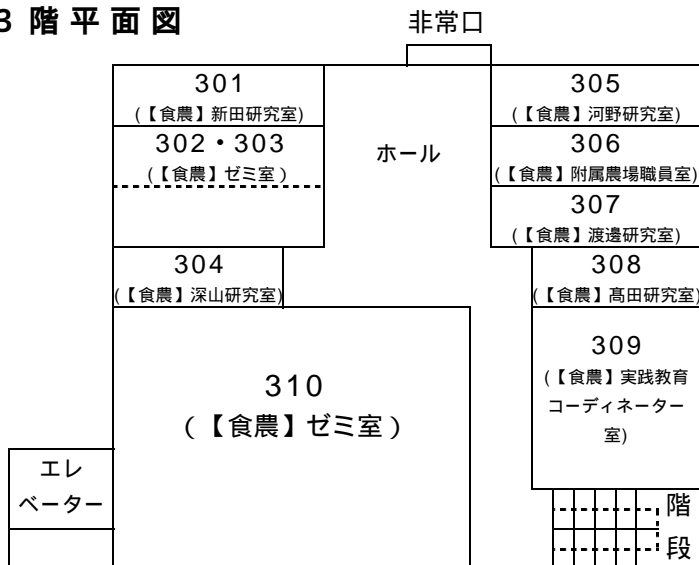 3 階 平 面 図
非常口
301
(【食農】新田研究室)
302・303
(【食農】ゼミ室)
ホール
305
(【食農】河野研究室)
306
(【食農】附属農場職員室)
307
(【食農】渡邉研究室)
304
(【食農】深山研究室)
308
(【食農】髙田研究室)
310
(【食農】ゼミ室)
309
(【食農】実践教育
コーディネーター
室)
エレ
ベーター
階
段